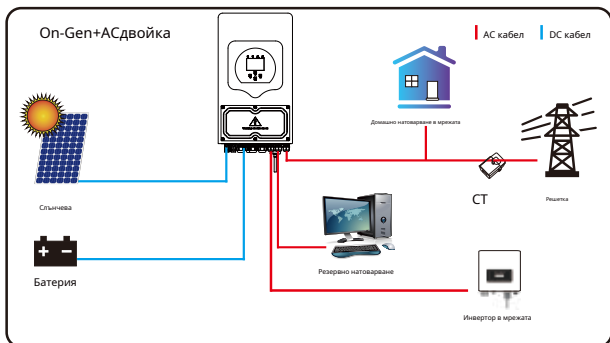 On-Gen+ACдвойка
AC кабел
DC кабел
Домашно натоварване в мрежата
Слънчева
CT
Решетка
Резервно натоварване
Батерия
Инвертор в мрежата